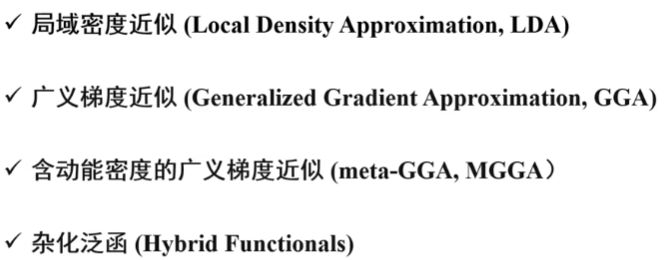 ✓ 局域密度近似 (Local Density Approximation, LDA)
✓ 广义梯度近似 (Generalized Gradient Approximation, GGA)
✓ 含动能密度的广义梯度近似 (meta-GGA, MGGA）
✓ 杂化泛函 (Hybrid Functionals)